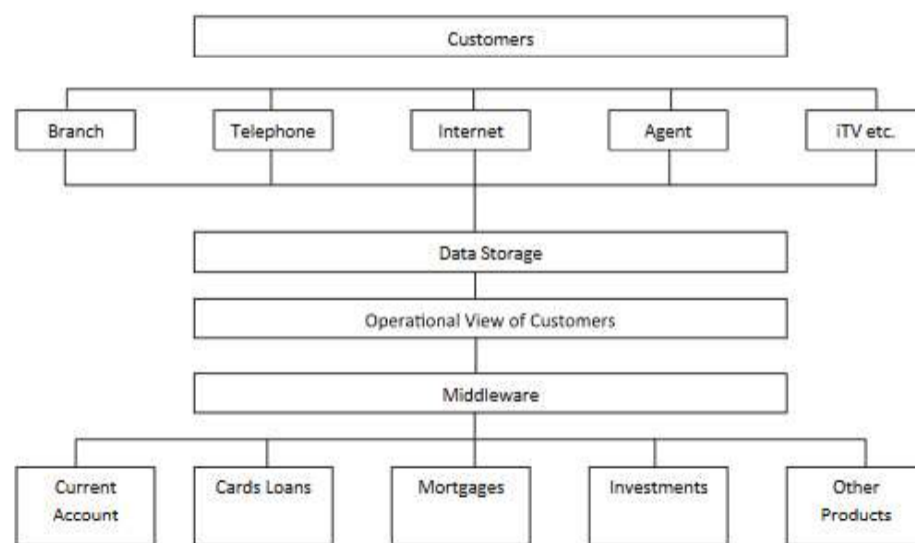 Customers
Branch
Telephone
Internet
Agent
iTV etc.
Data Storage
Operational View of Customers
Middleware
Current
Account
Cards Loans
Mortgages
Investments
Other
Products